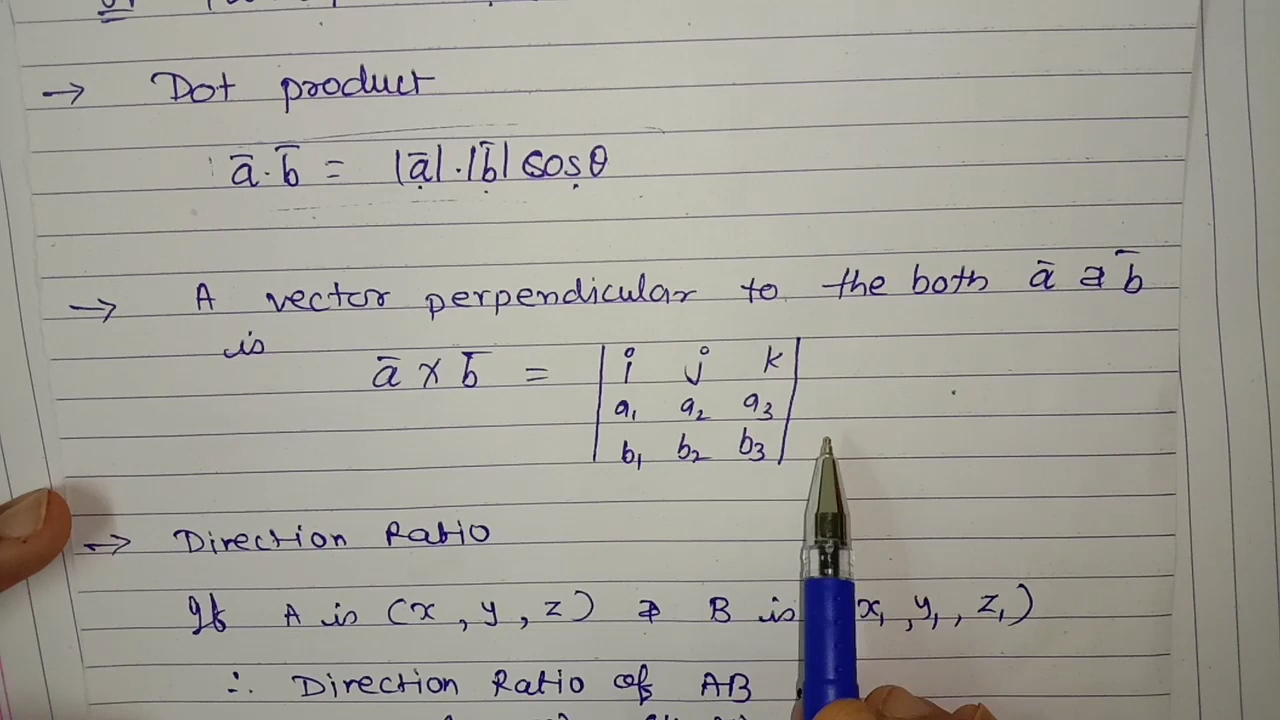 → Dot product
ā · b̄ = |ā| · |b̄| cosθ
→ A vector perpendicular to the both ā & b̄
is
ā × b̄ = | i j k |
| a₁ a₂ a₃ |
| b₁ b₂ b₃ |
→ Direction Ratio
If A is (x, y, z) & B is (x₁, y₁, z₁)
∴ Direction Ratio of AB